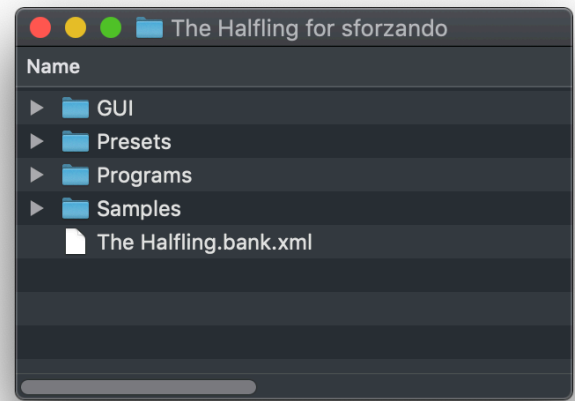 The Halfling for sforzando
Name
GUI
Presets
Programs
Samples
The Halfling.bank.xml